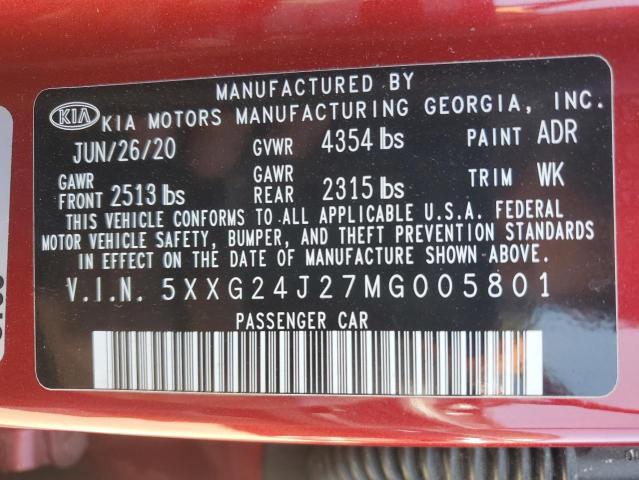 MANUFACTURED BY
KIA KIA MOTORS MANUFACTURING GEORGIA, INC.
JUN/26/20 GVWR 4354 lbs PAINT ADR
GAWR FRONT 2513 lbs GAWR REAR 2315 lbs TRIM WK
THIS VEHICLE CONFORMS TO ALL APPLICABLE U.S.A. FEDERAL
MOTOR VEHICLE SAFETY, BUMPER, AND THEFT PREVENTION STANDARDS
IN EFFECT ON THE DATE OF MANUFACTURE SHOWN ABOVE.
V.I.N. 5XXG24J27MG005801
PASSENGER CAR